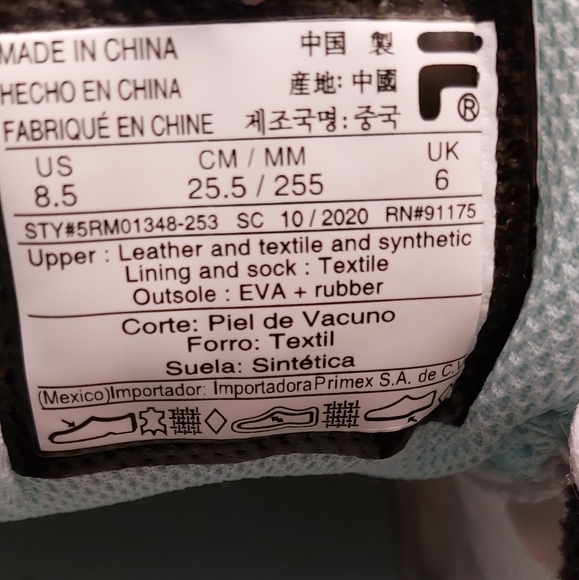 MADE IN CHINA 中国 製
HECHO EN CHINA 産地: 中國
FABRIQUÉ EN CHINE 제조국명: 중국
F®
US CM / MM UK
8.5 25.5 / 255 6
STY#5RM01348-253 SC 10/2020 RN#91175
Upper : Leather and textile and synthetic
Lining and sock : Textile
Outsole : EVA + rubber
Corte: Piel de Vacuno
Forro: Textil
Suela: Sintética
(Mexico)Importador: ImportadoraPrimex S.A. de C.V